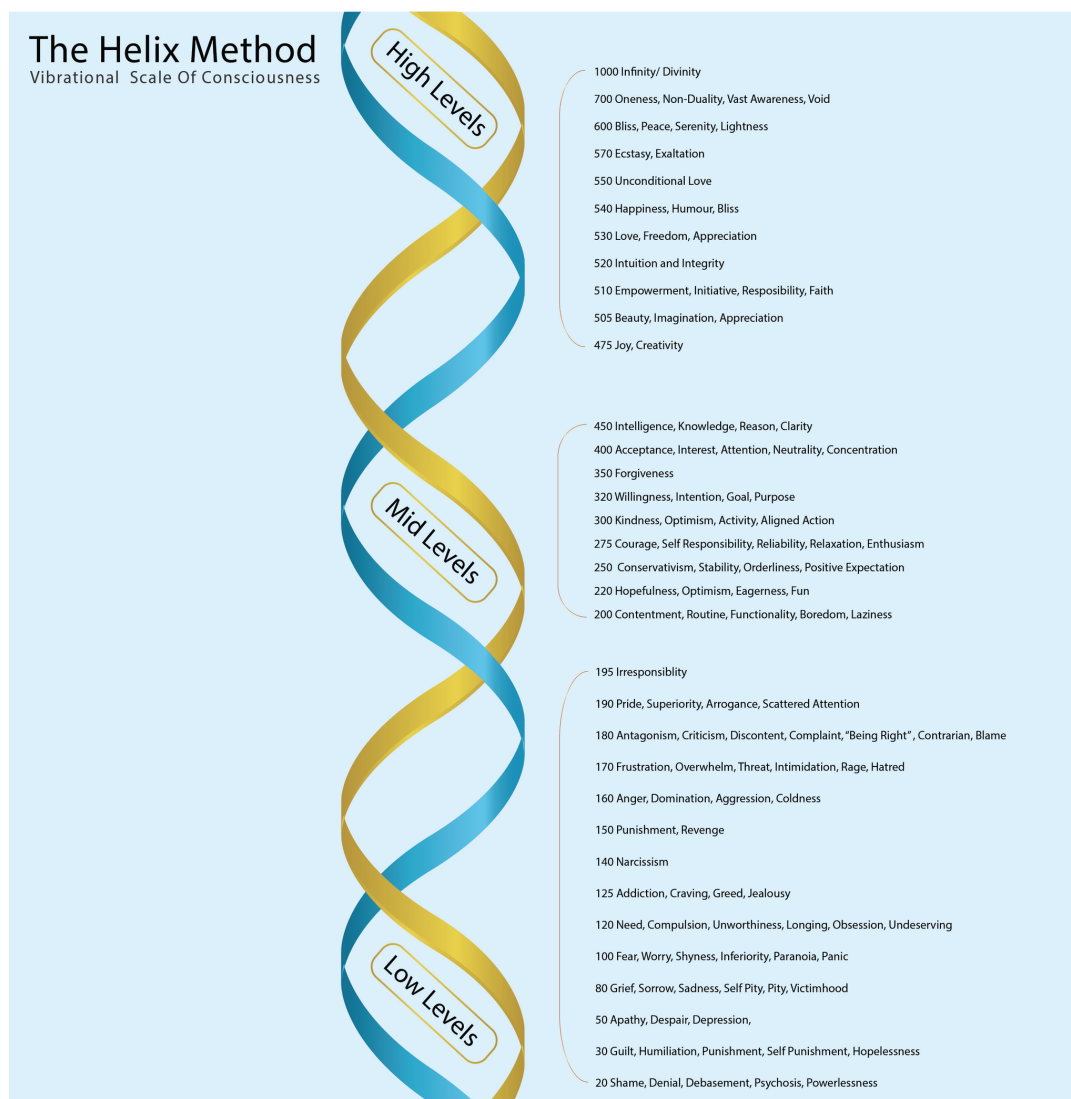 The Helix Method
Vibrational Scale Of Consciousness
High Levels
1000 Infinity/ Divinity
700 Oneness, Non-Duality, Vast Awareness, Void
600 Bliss, Peace, Serenity, Lightness
570 Ecstasy, Exaltation
550 Unconditional Love
540 Happiness, Humour, Bliss
530 Love, Freedom, Appreciation
520 Intuition and Integrity
510 Empowerment, Initiative, Resposibility, Faith
505 Beauty, Imagination, Appreciation
475 Joy, Creativity
Mid Levels
450 Intelligence, Knowledge, Reason, Clarity
400 Acceptance, Interest, Attention, Neutrality, Concentration
350 Forgiveness
320 Willingness, Intention, Goal, Purpose
300 Kindness, Optimism, Activity, Aligned Action
275 Courage, Self Responsibility, Reliability, Relaxation, Enthusiasm
250 Conservativism, Stability, Orderliness, Positive Expectation
220 Hopefulness, Optimism, Eagerness, Fun
200 Contentment, Routine, Functionality, Boredom, Laziness
Low Levels
195 Irresponsiblity
190 Pride, Superiority, Arrogance, Scattered Attention
180 Antagonism, Criticism, Discontent, Complaint, “Being Right” , Contrarian, Blame
170 Frustration, Overwhelm, Threat, Intimidation, Rage, Hatred
160 Anger, Domination, Aggression, Coldness
150 Punishment, Revenge
140 Narcissism
125 Addiction, Craving, Greed, Jealousy
120 Need, Compulsion, Unworthiness, Longing, Obsession, Undeserving
100 Fear, Worry, Shyness, Inferiority, Paranoia, Panic
80 Grief, Sorrow, Sadness, Self Pity, Pity, Victimhood
50 Apathy, Despair, Depression,
30 Guilt, Humiliation, Punishment, Self Punishment, Hopelessness
20 Shame, Denial, Debasement, Psychosis, Powerlessness